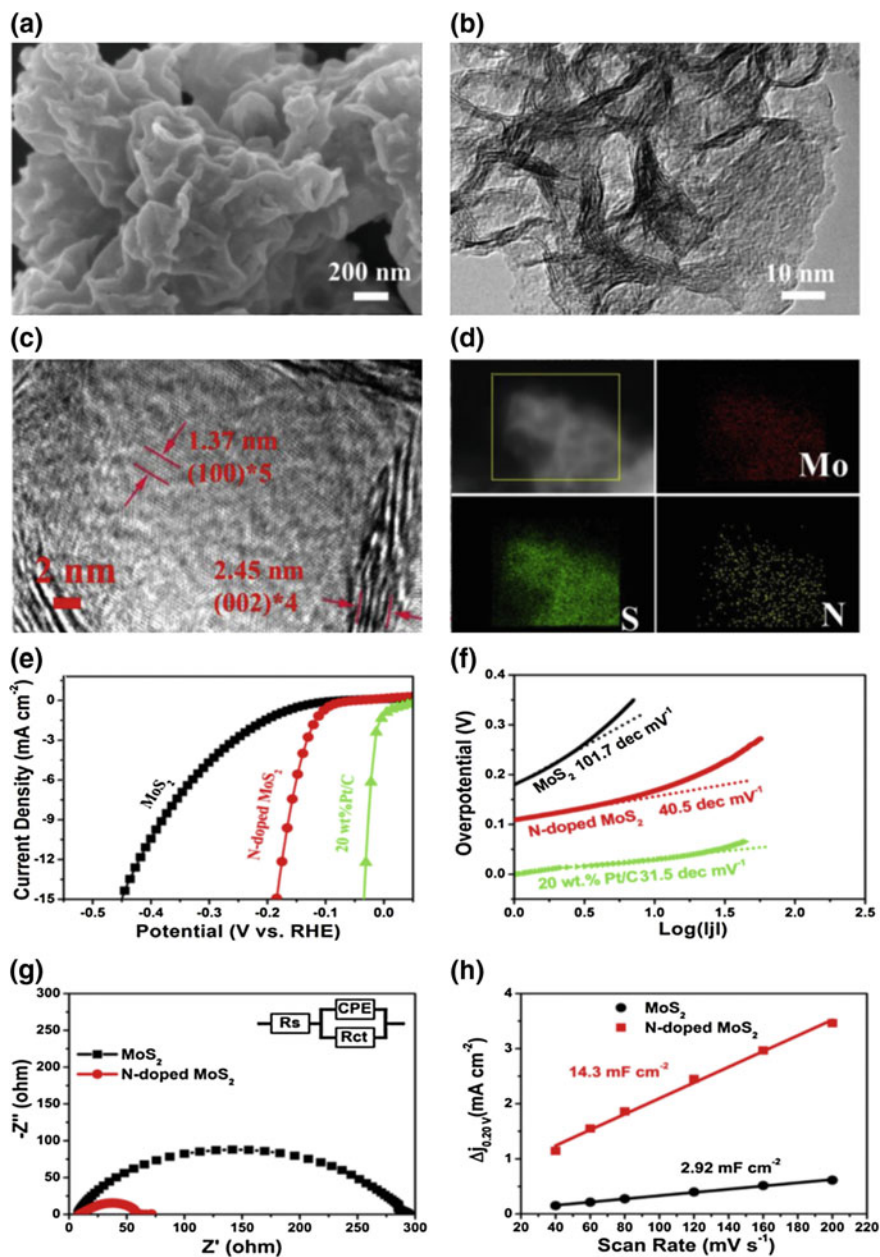 (a)
200 nm
(b)
10 nm
(c)
1.37 nm
(100)*5
2 nm
2.45 nm
(002)*4
(d)
Mo
S
N
(e)
Current Density (mA cm⁻²)
0
-3
-6
-9
-12
-15
MoS₂
N-doped MoS₂
20 wt%Pt/C
-0.5 -0.4 -0.3 -0.2 -0.1 0.0
Potential (V vs. RHE)
(f)
Overpotential (V)
0.4
0.3
0.2
0.1
0.0
MoS₂ 101.7 dec mV⁻¹
N-doped MoS₂ 40.5 dec mV⁻¹
20 wt.% Pt/C 31.5 dec mV⁻¹
0.0 0.5 1.0 1.5 2.0 2.5
Log(|j|)
(g)
-Z'' (ohm)
300
250
200
150
100
50
0
Rs
CPE
Rct
MoS₂
N-doped MoS₂
0 50 100 150 200 250 300
Z' (ohm)
(h)
Δj0.20 V(mA cm⁻²)
4
3
2
1
0
MoS₂
N-doped MoS₂
14.3 mF cm⁻²
2.92 mF cm⁻²
20 40 60 80 100 120 140 160 180 200 220
Scan Rate (mV s⁻¹)